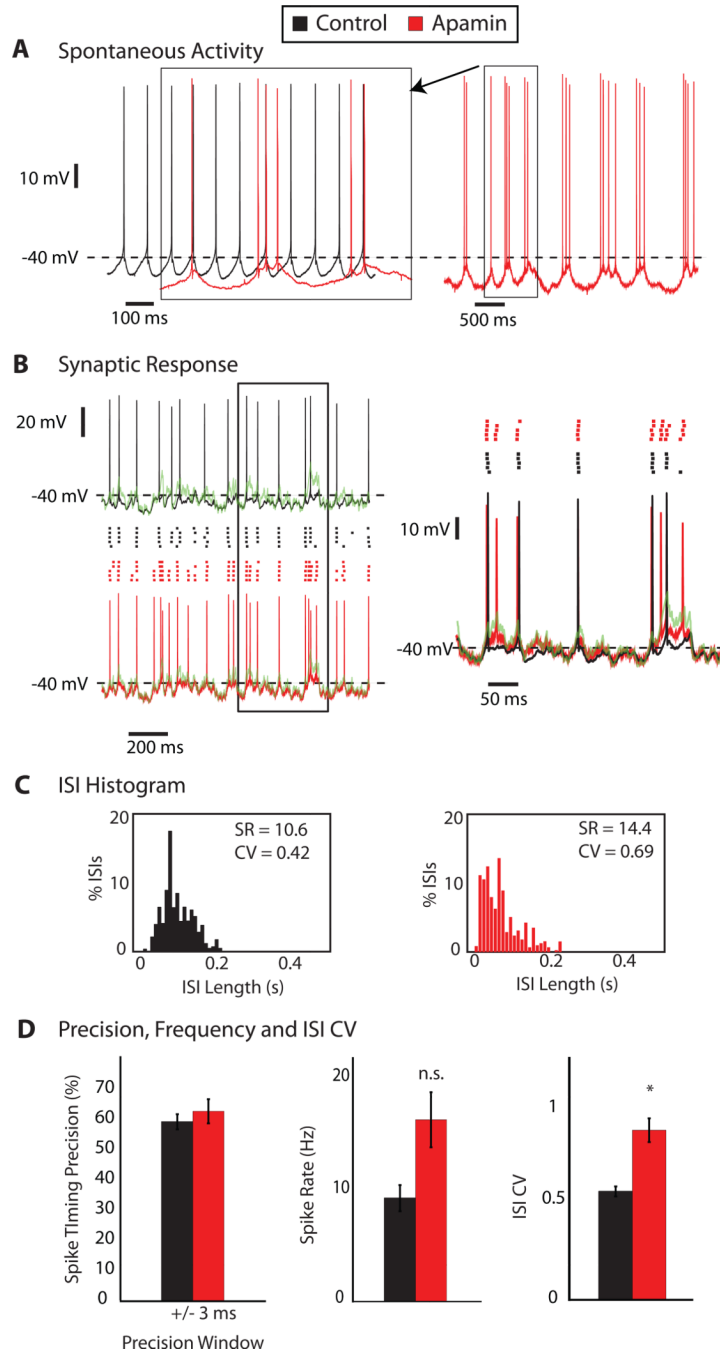 Control Apamin
A Spontaneous Activity
10 mV
-40 mV
100 ms
500 ms
B Synaptic Response
20 mV
-40 mV
-40 mV
200 ms
10 mV
-40 mV
50 ms
C ISI Histogram
20
10
0
% ISIs
SR = 10.6
CV = 0.42
0 0.2 0.4
ISI Length (s)
20
10
0
% ISIs
SR = 14.4
CV = 0.69
0 0.2 0.4
ISI Length (s)
D Precision, Frequency and ISI CV
Spike TIming Precision (%)
70
60
50
40
30
20
10
0
+/- 3 ms
Precision Window
Spike Rate (Hz)
20
10
0
n.s.
ISI CV
1
0.5
0
*